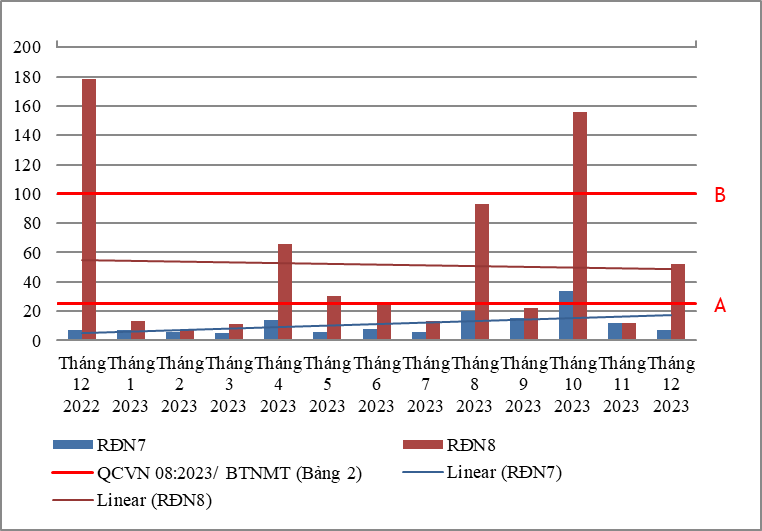 200
180
160
140
120
100
80
60
40
20
0
B
A
Tháng 12 2022
Tháng 1 2023
Tháng 2 2023
Tháng 3 2023
Tháng 4 2023
Tháng 5 2023
Tháng 6 2023
Tháng 7 2023
Tháng 8 2023
Tháng 9 2023
Tháng 10 2023
Tháng 11 2023
Tháng 12 2023
RĐN7
RĐN8
QCVN 08:2023/ BTNMT (Bảng 2)
Linear (RĐN7)
Linear (RĐN8)